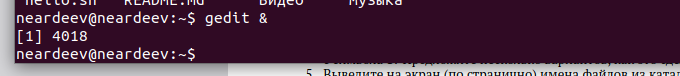 hello.sh README.MD Видео Музыка
neardeev@neardeev:~$ gedit &
[1] 4018
neardeev@neardeev:~$
5. Выведите на экран (по странично) имена файлов из ката